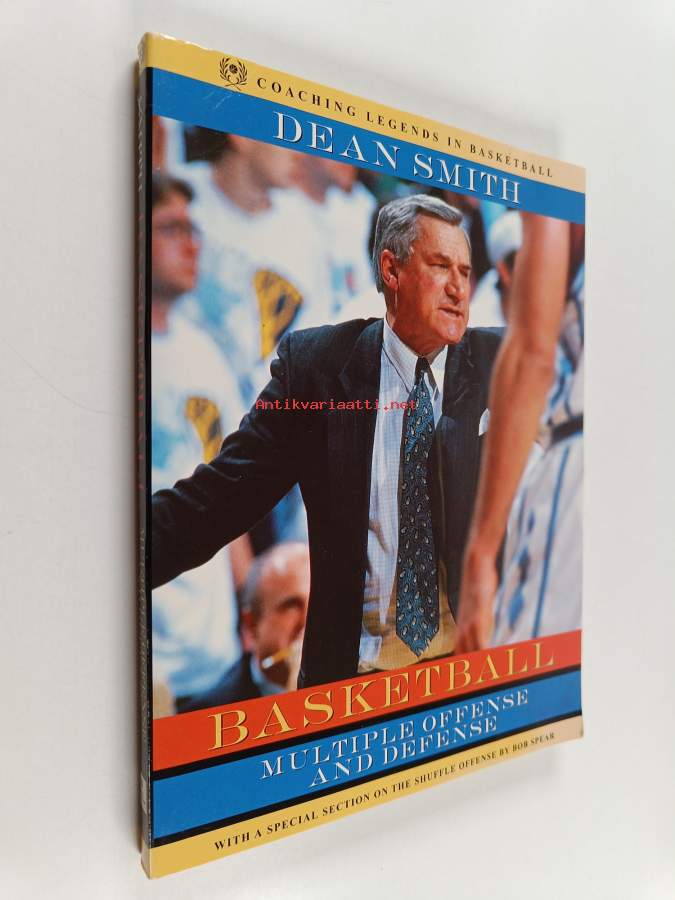 COACHING LEGENDS IN BASKETBALL
DEAN SMITH
Antikvariaatti.net
BASKETBALL
MULTIPLE OFFENSE
AND DEFENSE
WITH A SPECIAL SECTION ON THE SHUFFLE OFFENSE BY BOB SPEAR